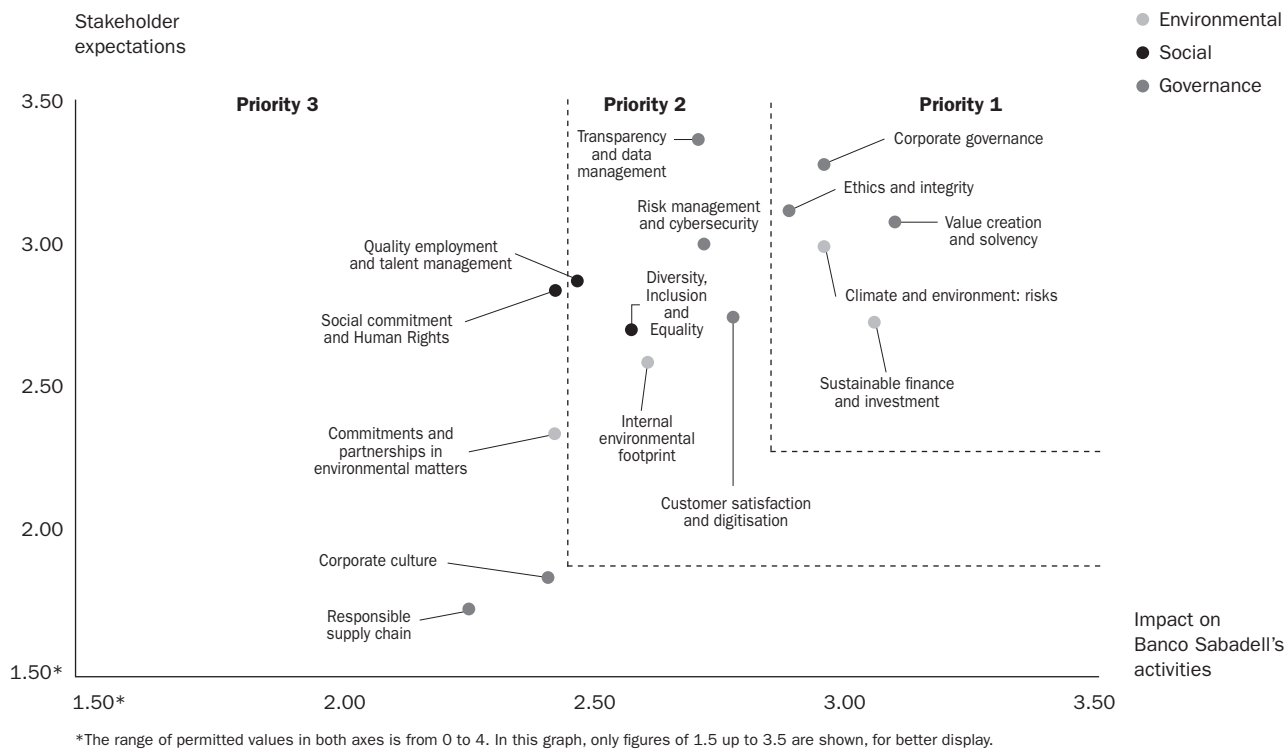 Stakeholder
expectations
Environmental
Social
Governance
3.50
3.00
2.50
2.00
1.50*
Priority 3
Priority 2
Priority 1
Transparency
and data
management
Corporate governance
Ethics and integrity
Risk management
and cybersecurity
Value creation
and solvency
Quality employment
and talent management
Diversity,
Inclusion
and
Equality
Climate and environment: risks
Social commitment
and Human Rights
Sustainable finance
and investment
Internal
environmental
footprint
Commitments and
partnerships in
environmental matters
Customer satisfaction
and digitisation
Corporate culture
Responsible
supply chain
Impact on
Banco Sabadell's
activities
1.50*
2.00
2.50
3.00
3.50
*The range of permitted values in both axes is from 0 to 4. In this graph, only figures of 1.5 up to 3.5 are shown, for better display.